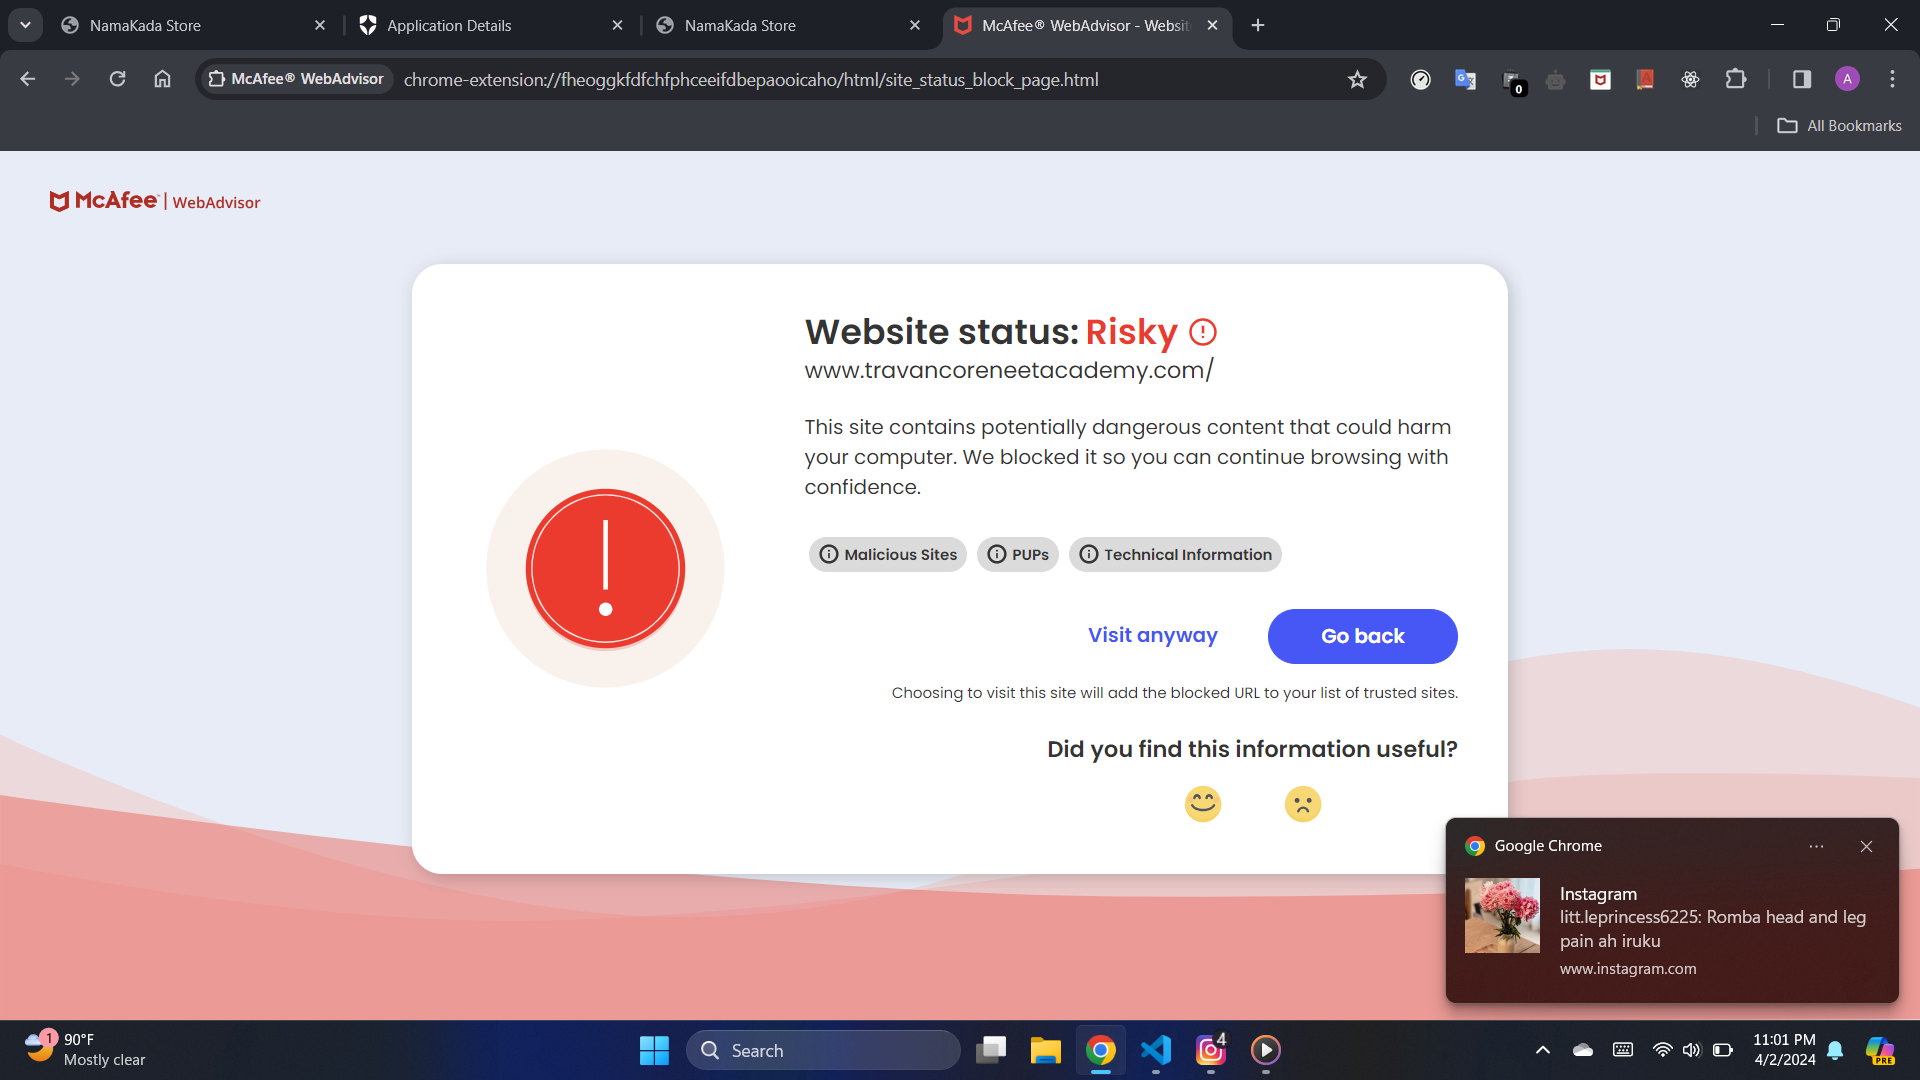 NamaKada Store
Application Details
NamaKada Store
McAfee® WebAdvisor - Websit
McAfee® WebAdvisor
chrome-extension://fheoggkfdfchfphceeifdbepaooicaho/html/site_status_block_page.html
0
A
All Bookmarks
McAfee™ | WebAdvisor
Website status: Risky
www.travancoreneetacademy.com/
This site contains potentially dangerous content that could harm
your computer. We blocked it so you can continue browsing with
confidence.
Malicious Sites
PUPs
Technical Information
Visit anyway
Go back
Choosing to visit this site will add the blocked URL to your list of trusted sites.
Did you find this information useful?
Google Chrome
Instagram
litt.leprincess6225: Romba head and leg
pain ah iruku
www.instagram.com
1
90°F
Mostly clear
Search
4
11:01 PM
4/2/2024
PRE